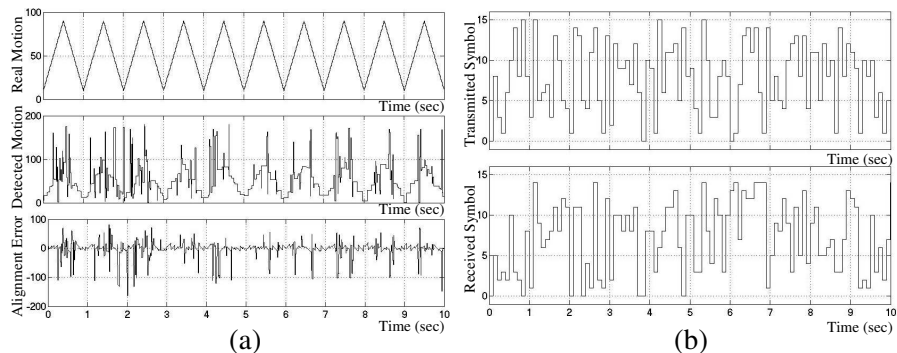 Real Motion
100
50
0
Time (sec)
Detected Motion
200
100
0
Time (sec)
Alignment Error
100
0
-100
-200
0 1 2 3 4 5 6 7 8 9 10
Time (sec)
(a)
Transmitted Symbol
15
10
5
0
Time (sec)
Received Symbol
15
10
5
0
0 1 2 3 4 5 6 7 8 9 10
Time (sec)
(b)